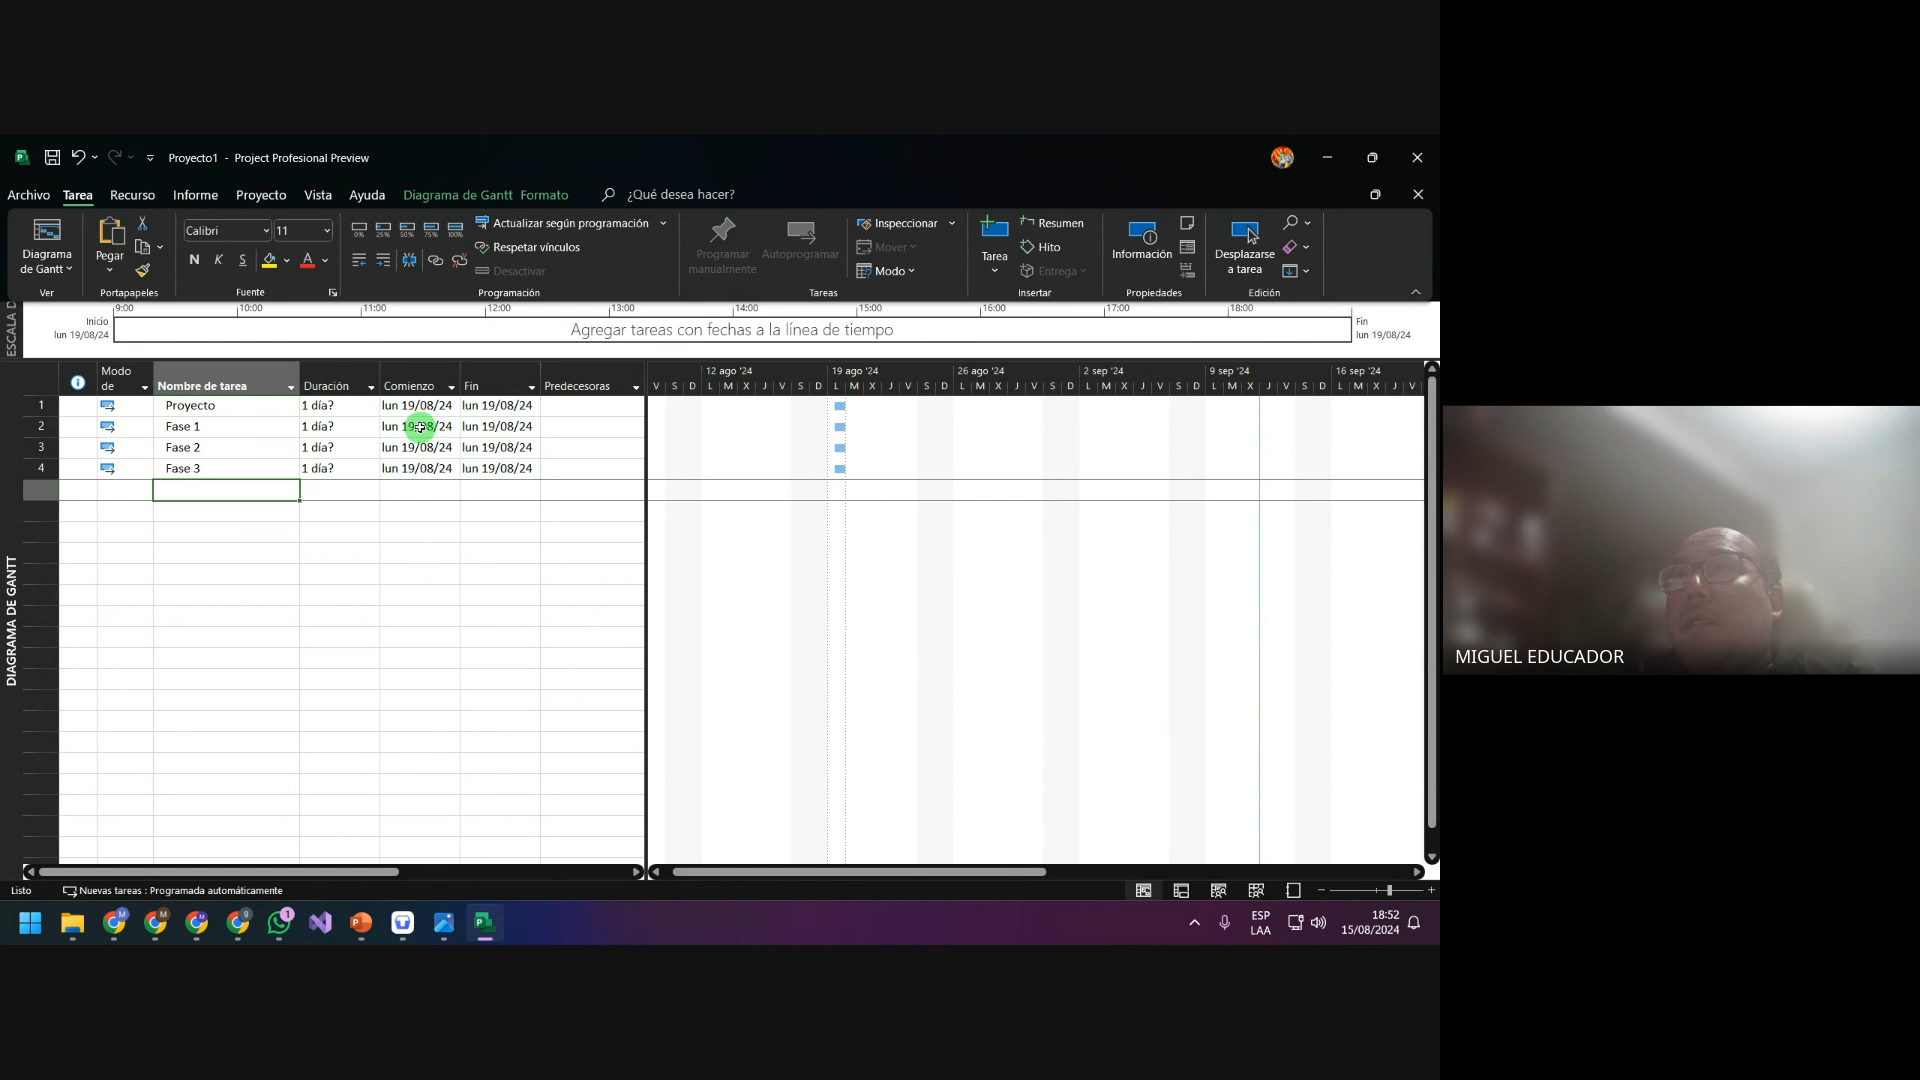 Proyecto1 - Project Profesional Preview
Archivo Tarea Recurso Informe Proyecto Vista Ayuda Diagrama de Gantt Formato ¿Qué desea hacer?
Diagrama de Gantt
Ver
Pegar
Portapapeles
Calibri 11
N K S A
Fuente
0% 25% 50% 75% 100%
Actualizar según programación
Respetar vínculos
Desactivar
Programación
Programar manualmente
Autoprogramar
Inspeccionar
Mover
Modo
Tareas
Tarea
Resumen
Hito
Entrega
Insertar
Información
Propiedades
Desplazarse a tarea
Edición
ESCALA D
9:00 10:00 11:00 12:00 13:00 14:00 15:00 16:00 17:00 18:00
Inicio
lun 19/08/24
Agregar tareas con fechas a la línea de tiempo
Fin
lun 19/08/24
Modo de Nombre de tarea Duración Comienzo Fin Predecesoras
12 ago '24 19 ago '24 26 ago '24 2 sep '24 9 sep '24 16 sep '24
V S D L M X J V S D L M X J V S D L M X J V S D L M X J V S D L M X J V S D L M X J V
1 Proyecto 1 día? lun 19/08/24 lun 19/08/24
2 Fase 1 1 día? lun 19/08/24 lun 19/08/24
3 Fase 2 1 día? lun 19/08/24 lun 19/08/24
4 Fase 3 1 día? lun 19/08/24 lun 19/08/24
DIAGRAMA DE GANTT
Listo Nuevas tareas : Programada automáticamente
ESP
LAA
18:52
15/08/2024
MIGUEL EDUCADOR